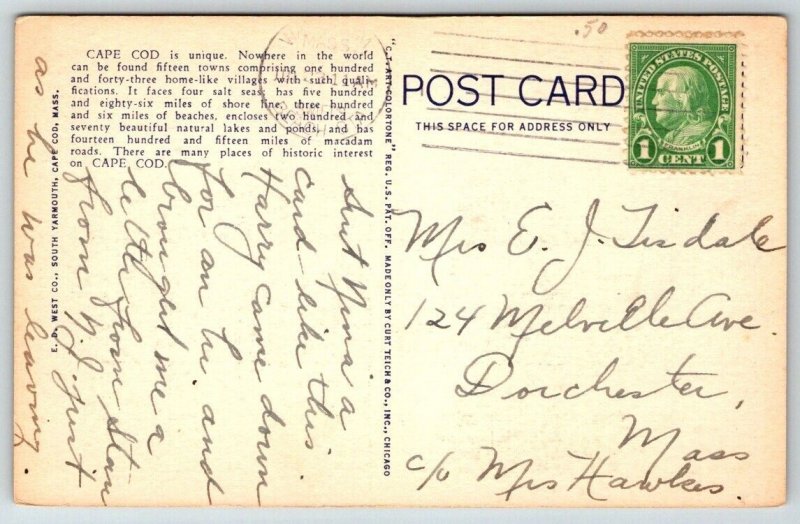 CAPE COD is unique. Nowhere in the world
can be found fifteen towns comprising one hundred
and forty-three home-like villages with such quali-
fications. It faces four salt seas, has five hundred
and eighty-six miles of shore line, three hundred
and six miles of beaches, encloses two hundred and
seventy beautiful natural lakes and ponds, and has
fourteen hundred and fifteen miles of macadam
roads. There are many places of historic interest
on CAPE COD.
E. D. WEST CO., SOUTH YARMOUTH, CAPE COD, MASS.
"C.T. ART-COLORTONE" REG. U.S. PAT. OFF. MADE ONLY BY CURT TEICH & CO., INC., CHICAGO
POST CARD
THIS SPACE FOR ADDRESS ONLY
.50
UNITED STATES POSTAGE
FRANKLIN
1 CENT 1
Sent Nina a
card like this
Harry came down
for an hr. and
brought me a
letter from Stan
from N.J. just
as he was leaving.
Mrs E. J. Tisdale
124 Melville Ave.
Dorchester,
Mass
c/o Mrs Hawkes.